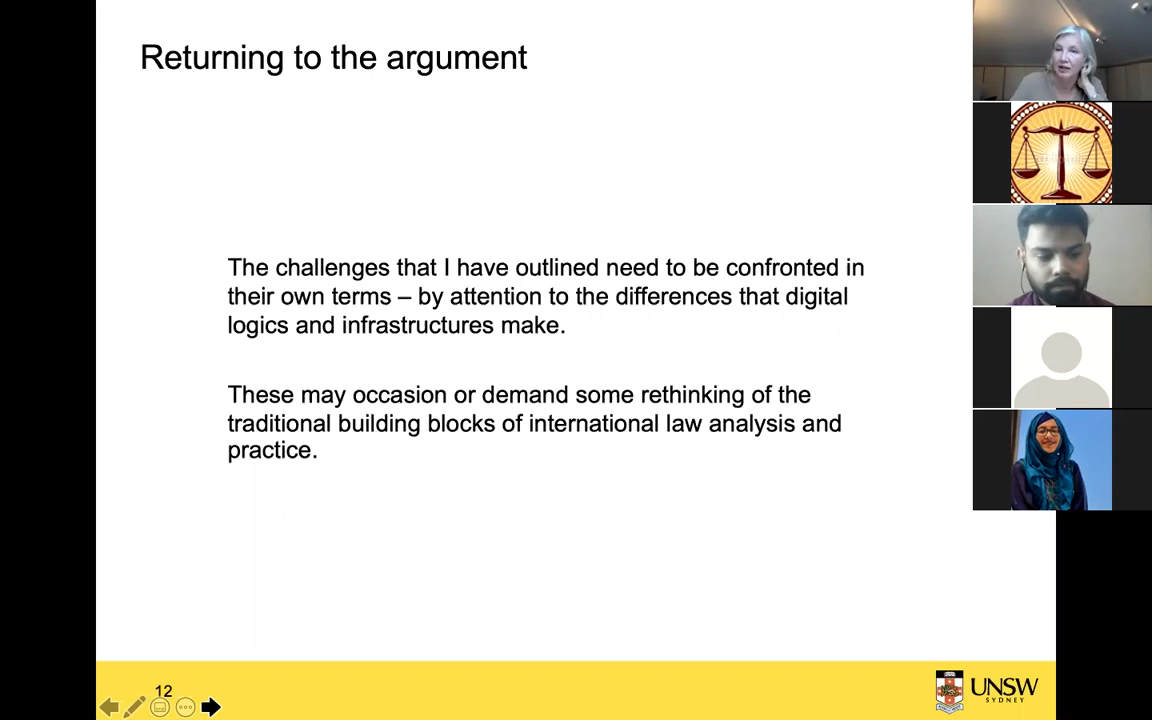 Returning to the argument
The challenges that I have outlined need to be confronted in
their own terms – by attention to the differences that digital
logics and infrastructures make.
These may occasion or demand some rethinking of the
traditional building blocks of international law analysis and
practice.
12
UNSW
SYDNEY